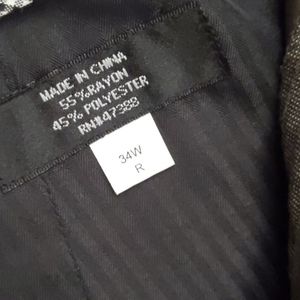 MADE IN CHINA
55%RAYON
45% POLYESTER
RN#47388
34W
R